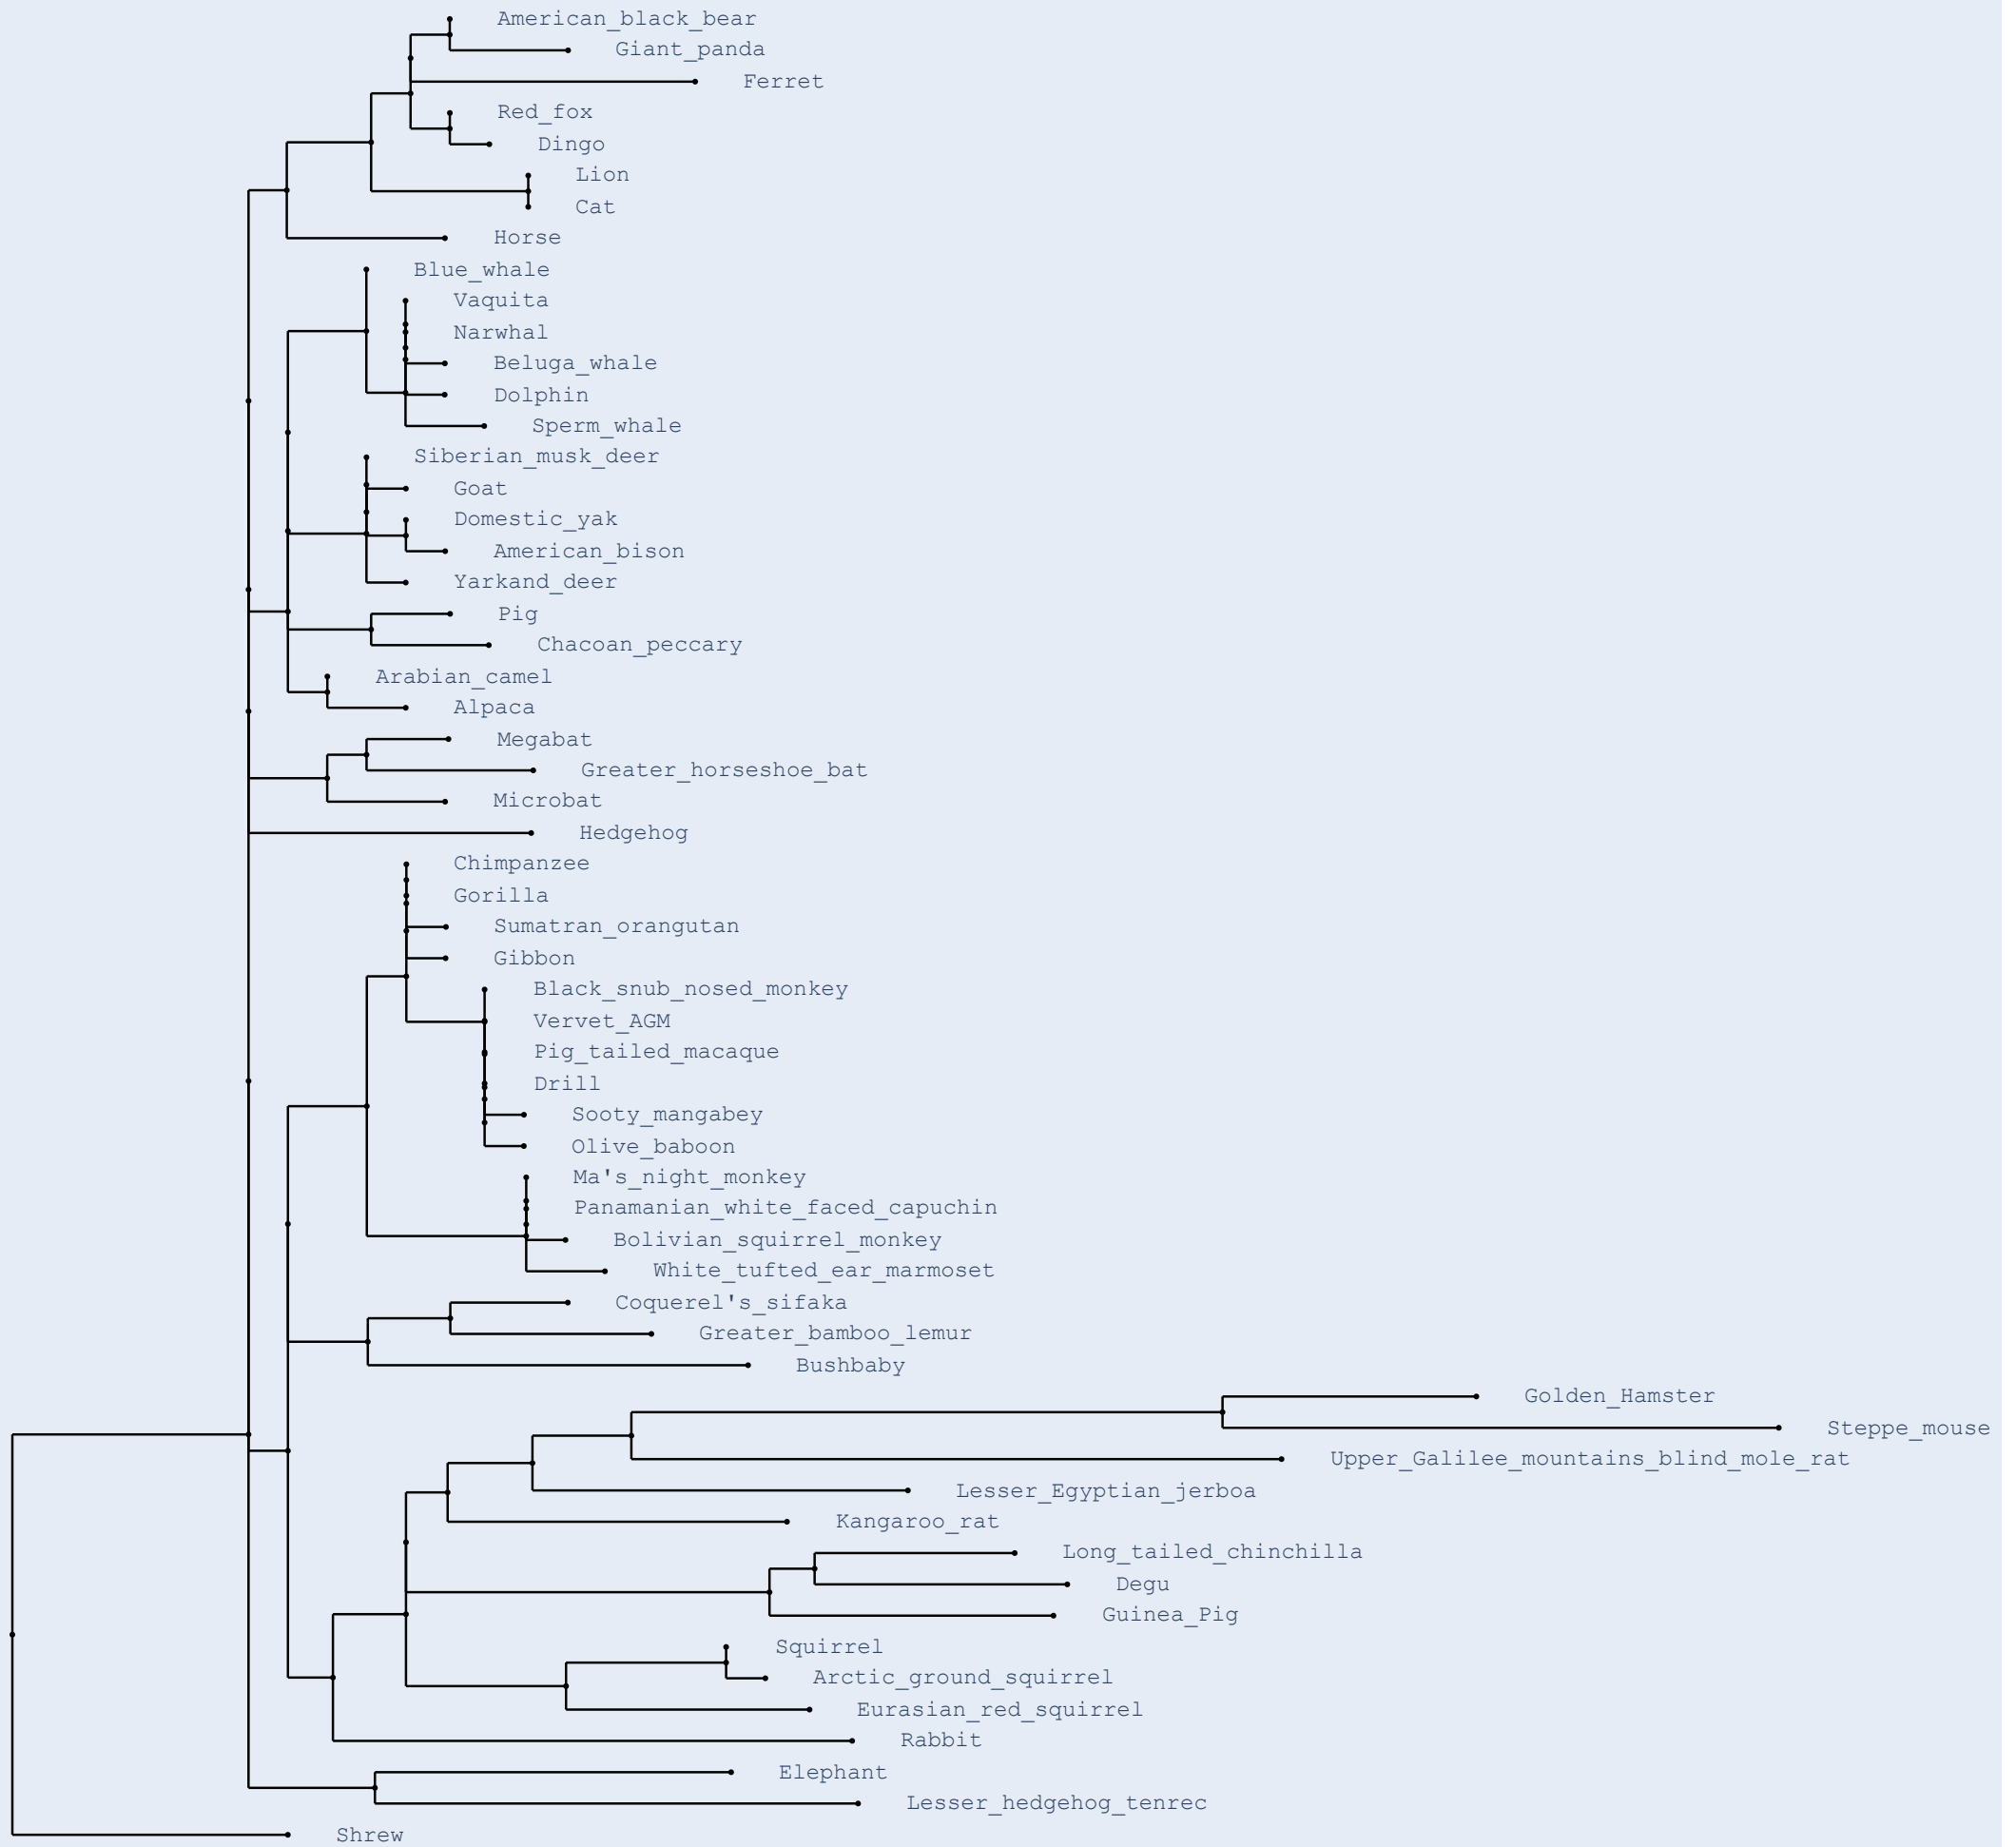 American_black_bear
Giant_panda
Ferret
Red_fox
Dingo
Lion
Cat
Horse
Blue_whale
Vaquita
Narwhal
Beluga_whale
Dolphin
Sperm_whale
Siberian_musk_deer
Goat
Domestic_yak
American_bison
Yarkand_deer
Pig
Chacoan_peccary
Arabian_camel
Alpaca
Megabat
Greater_horseshoe_bat
Microbat
Hedgehog
Chimpanzee
Gorilla
Sumatran_orangutan
Gibbon
Black_snub_nosed_monkey
Vervet_AGM
Pig_tailed_macaque
Drill
Sooty_mangabey
Olive_baboon
Ma's_night_monkey
Panamanian_white_faced_capuchin
Bolivian_squirrel_monkey
White_tufted_ear_marmoset
Coquerel's_sifaka
Greater_bamboo_lemur
Bushbaby
Golden_Hamster
Steppe_mouse
Upper_Galilee_mountains_blind_mole_rat
Lesser_Egyptian_jerboa
Kangaroo_rat
Long_tailed_chinchilla
Degu
Guinea_Pig
Squirrel
Arctic_ground_squirrel
Eurasian_red_squirrel
Rabbit
Elephant
Lesser_hedgehog_tenrec
Shrew